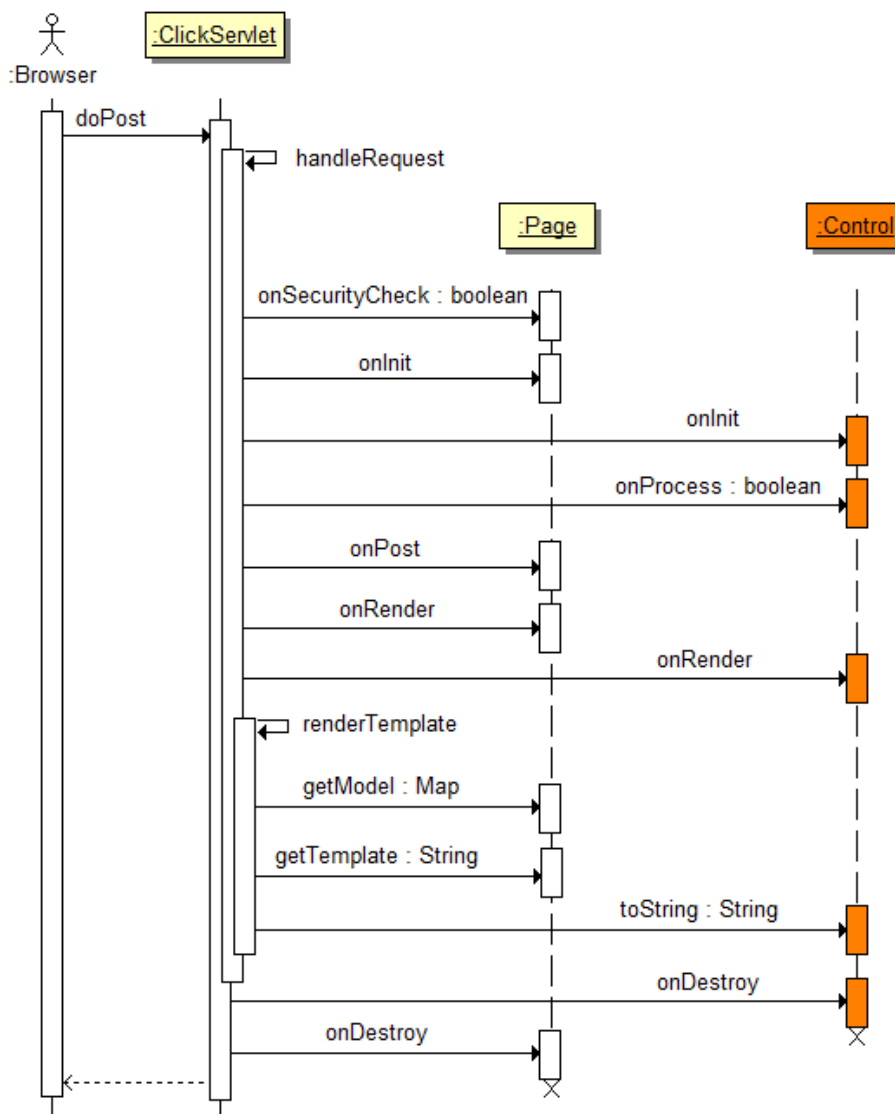 :ClickServlet
:Browser
doPost
handleRequest
:Page
:Control
onSecurityCheck : boolean
onInit
onInit
onProcess : boolean
onPost
onRender
onRender
renderTemplate
getModel : Map
getTemplate : String
toString : String
onDestroy
onDestroy